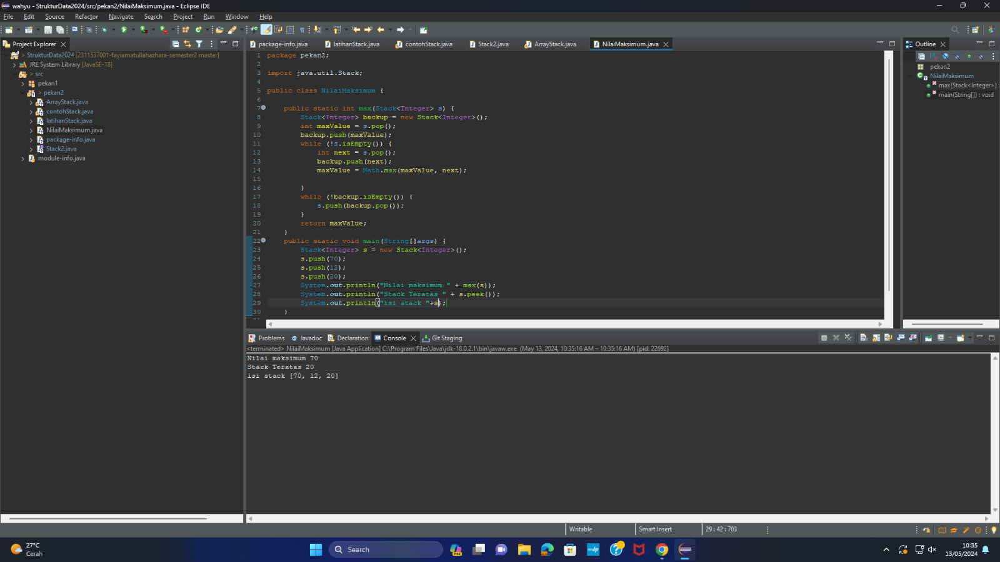 wahyu - StrukturData2024/src/pekan2/NilaiMaksimum.java - Eclipse IDE
File Edit Source Refactor Navigate Search Project Run Window Help
Project Explorer
StrukturData2024 [2311537001-fayiamatullahazhara-semester2 master]
JRE System Library [JavaSE-18]
src
pekan1
pekan2
ArrayStack.java
contohStack.java
latihanStack.java
NilaiMaksimum.java
package-info.java
Stack2.java
module-info.java
package-info.java latihanStack.java contohStack.java Stack2.java ArrayStack.java NilaiMaksimum.java
1 package pekan2;
2
3 import java.util.Stack;
4
5 public class NilaiMaksimum {
6
7 public static int max(Stack<Integer> s) {
8 Stack<Integer> backup = new Stack<Integer>();
9 int maxValue = s.pop();
10 backup.push(maxValue);
11 while (!s.isEmpty()) {
12 int next = s.pop();
13 backup.push(next);
14 maxValue = Math.max(maxValue, next);
15
16 }
17 while (!backup.isEmpty()) {
18 s.push(backup.pop());
19 }
20 return maxValue;
21 }
22 public static void main(String[]args) {
23 Stack<Integer> s = new Stack<Integer>();
24 s.push(70);
25 s.push(12);
26 s.push(20);
27 System.out.println("Nilai maksimum " + max(s));
28 System.out.println("Stack Teratas " + s.peek());
29 System.out.println("isi stack "+s);
30 }
Outline
pekan2
NilaiMaksimum
max(Stack<Integer>) :
main(String[]) : void
Problems Javadoc Declaration Console Git Staging
<terminated> NilaiMaksimum [Java Application] C:\Program Files\Java\jdk-18.0.2.1\bin\javaw.exe (May 13, 2024, 10:35:16 AM – 10:35:16 AM) [pid: 22692]
Nilai maksimum 70
Stack Teratas 20
isi stack [70, 12, 20]
Writable Smart Insert 29 : 42 : 703
27°C
Cerah
Search
PRE
10:35
13/05/2024